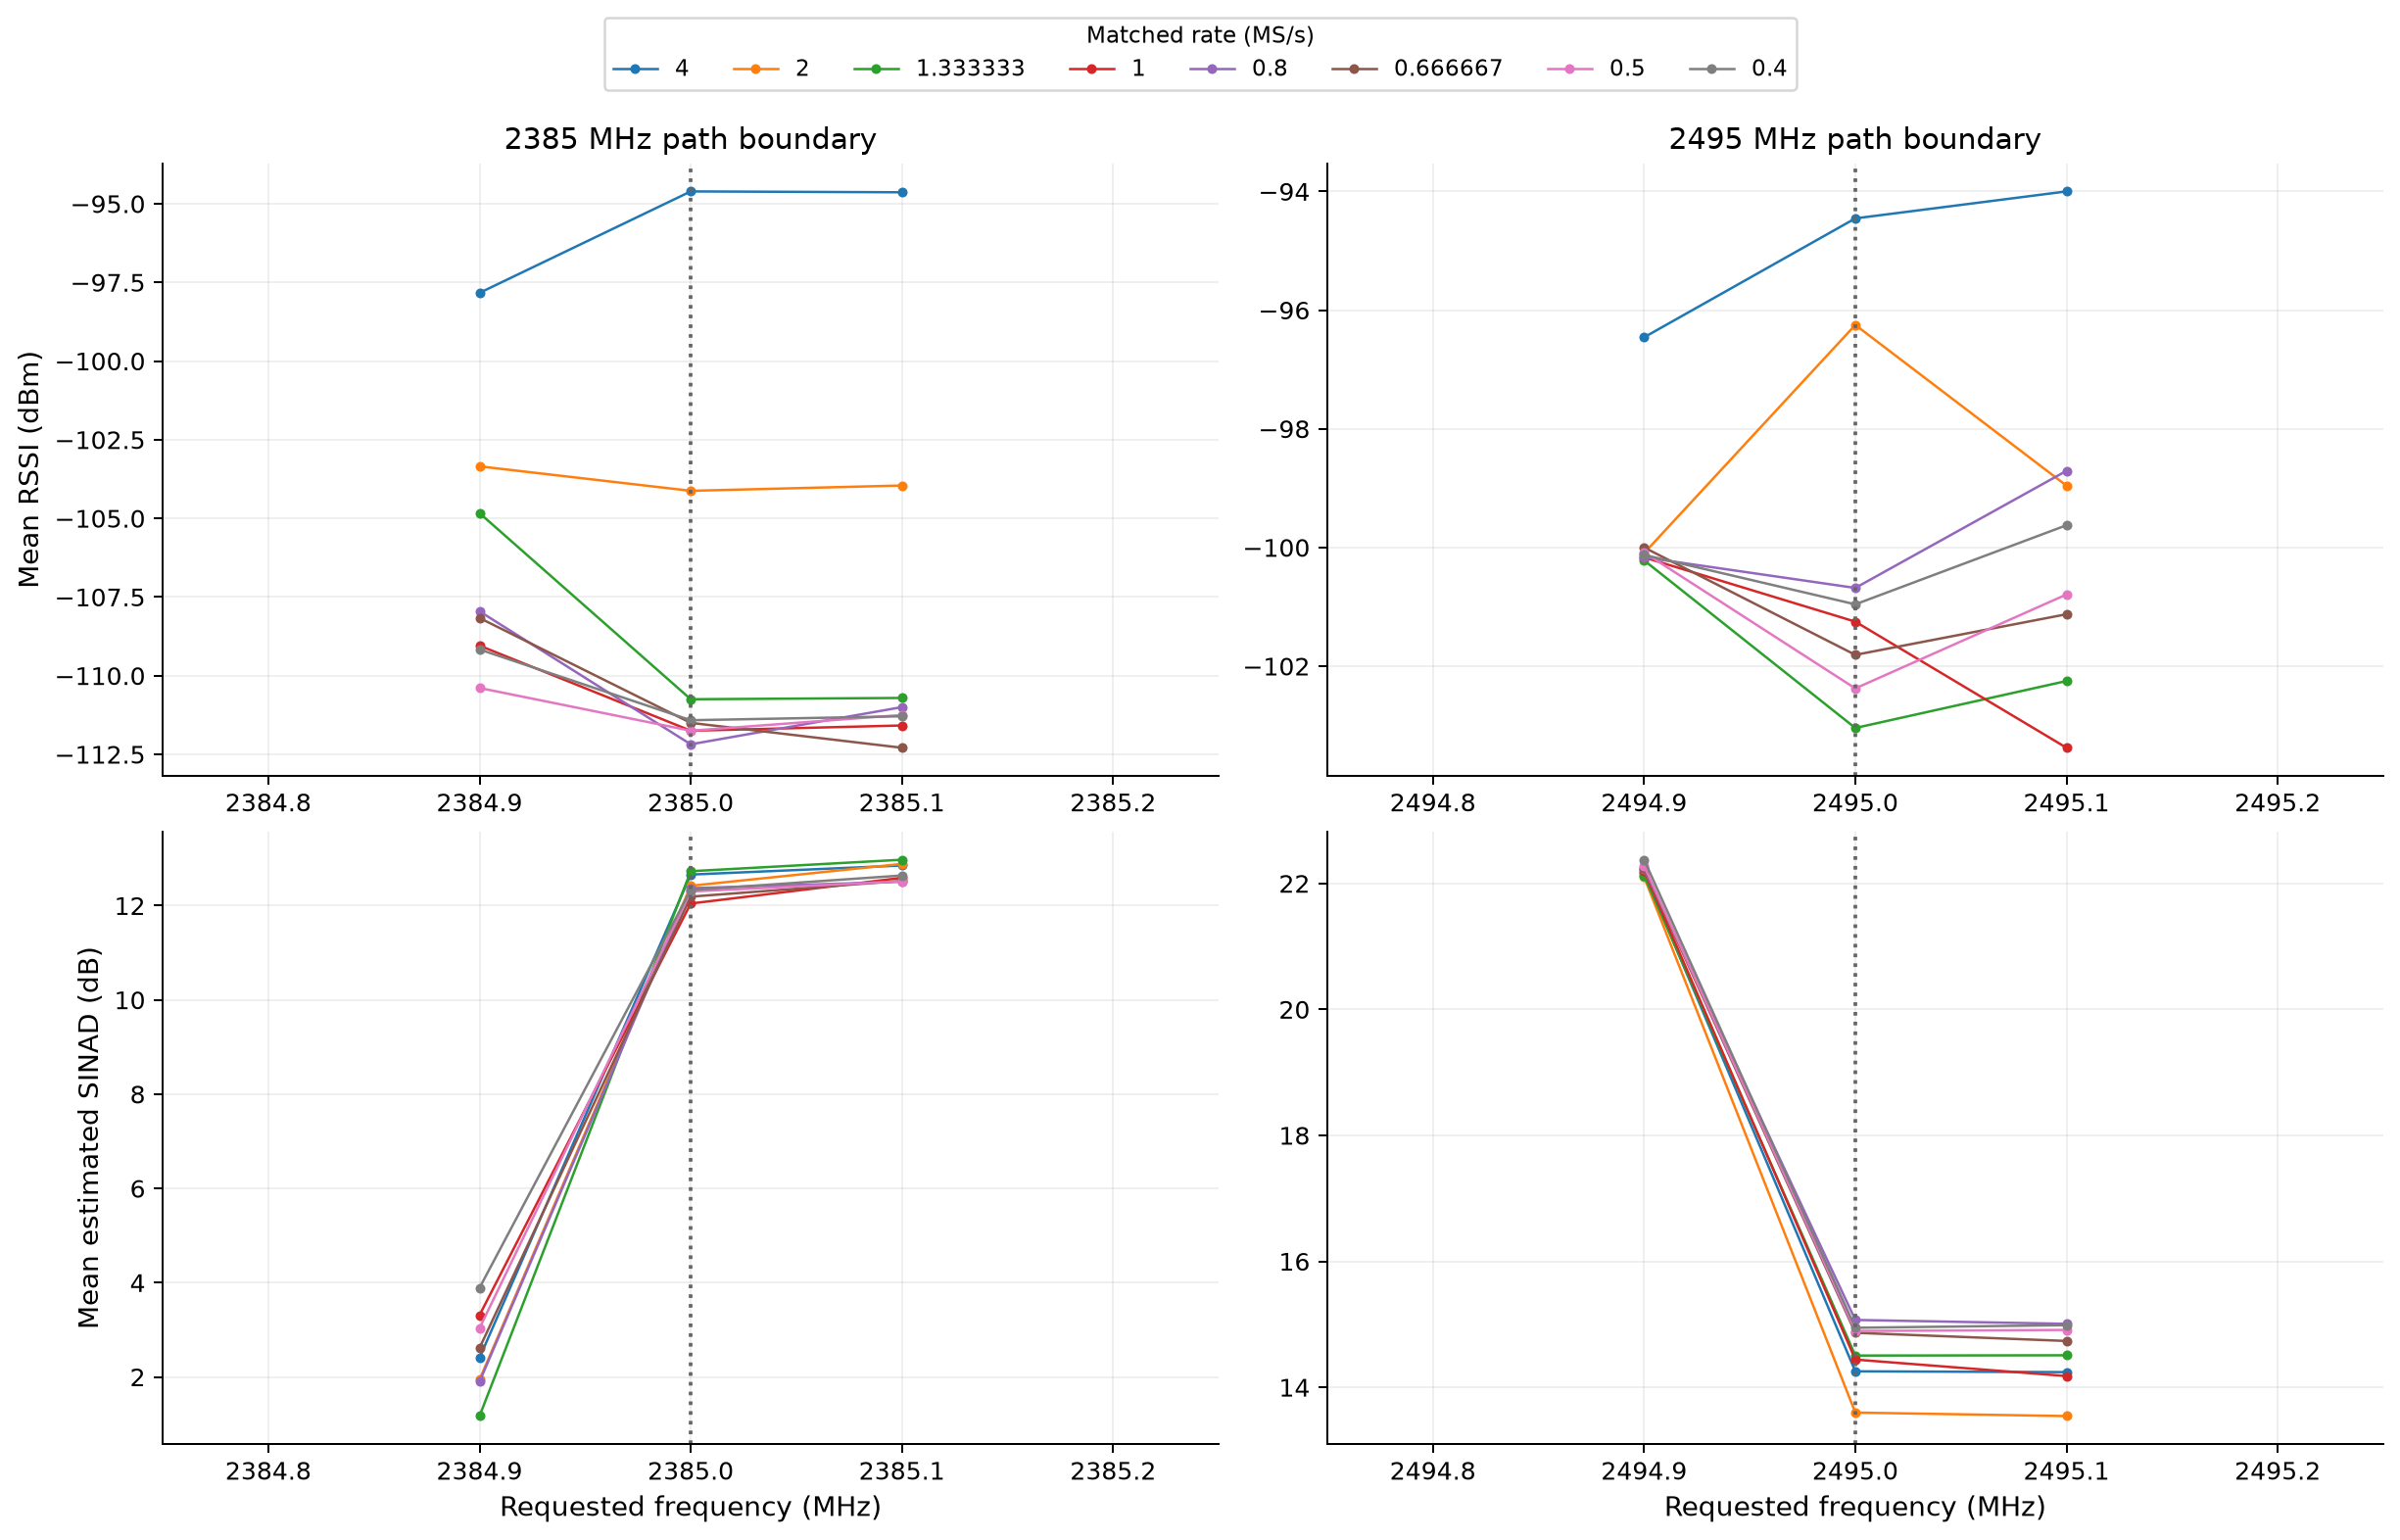 Matched rate (MS/s)
4 2 1.333333 1 0.8 0.666667 0.5 0.4
2385 MHz path boundary
Mean RSSI (dBm)
−95.0
−97.5
−100.0
−102.5
−105.0
−107.5
−110.0
−112.5
2384.8 2384.9 2385.0 2385.1 2385.2
2495 MHz path boundary
−94
−96
−98
−100
−102
2494.8 2494.9 2495.0 2495.1 2495.2
Mean estimated SINAD (dB)
12
10
8
6
4
2
2384.8 2384.9 2385.0 2385.1 2385.2
Requested frequency (MHz)
22
20
18
16
14
2494.8 2494.9 2495.0 2495.1 2495.2
Requested frequency (MHz)